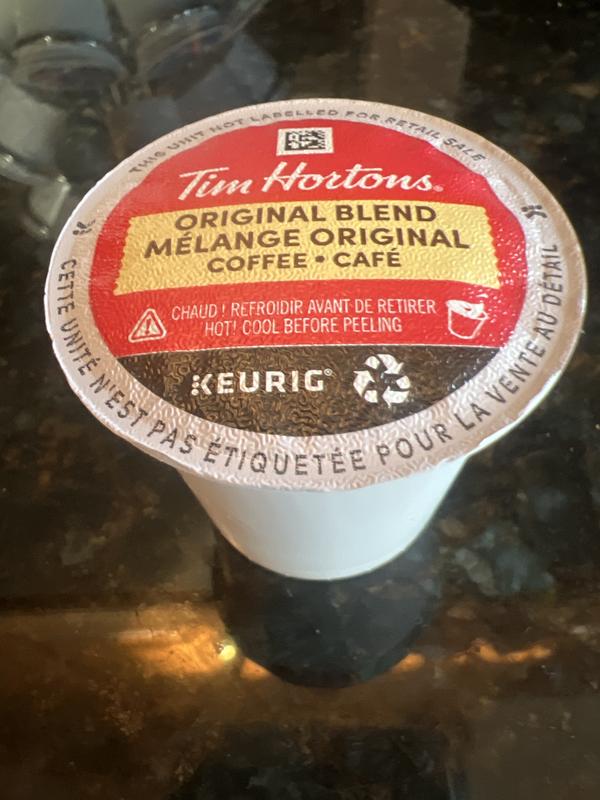 THIS UNIT NOT LABELLED FOR RETAIL SALE
Tim Hortons®
ORIGINAL BLEND
MÉLANGE ORIGINAL
COFFEE • CAFÉ
CHAUD ! REFROIDIR AVANT DE RETIRER
HOT! COOL BEFORE PEELING
KEURIG®
CETTE UNITÉ N'EST PAS ÉTIQUETÉE POUR LA VENTE AU DÉTAIL